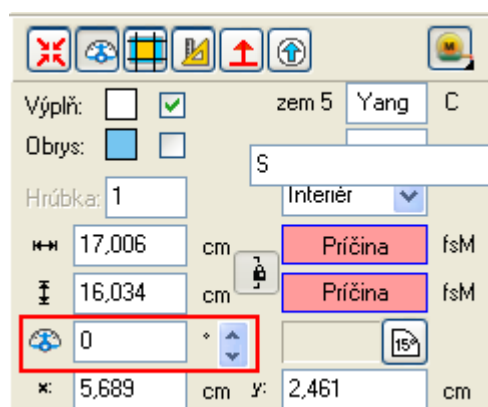 M
Výplň: zem 5 Yang C
Obrys:
S
Hrúbka: 1 Interiér
17,006 cm Príčina fsM
16,034 cm Príčina fsM
0 ° 15°
x: 5,689 cm y: 2,461 cm